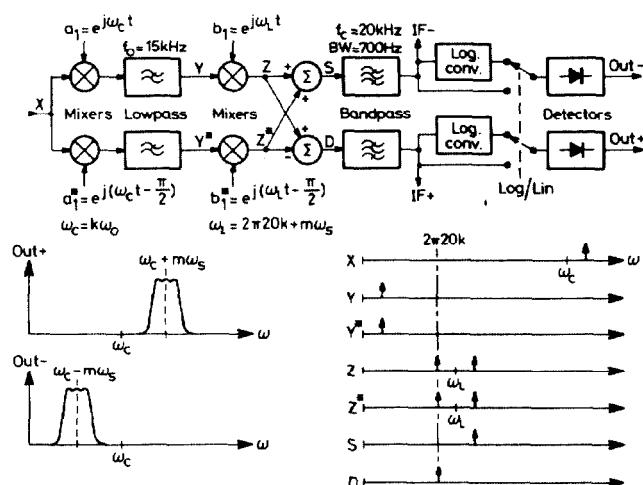 a₁=e^jω_C t
b₁=e^jω_L t
f_c = 20kHz
BW=700Hz
IF−
f₀ = 15kHz
Log. conv.
Out−
X
Y
Z
S
Mixers
Lowpass
Mixers
Bandpass
Detectors
Y*
Z*
D
Log. conv.
Out+
a₁*=e^j(ω_C t − π/2)
b₁*=e^j(ω_L t − π/2)
IF+
Log/Lin
ω_C = kω₀
ω_L = 2π20k + mω_S
Out+
ω_C + mω_S
ω_C
ω
Out−
ω_C − mω_S
ω_C
ω
2π20k
X
ω_C
ω
Y
Y*
Z
ω_L
Z*
ω_L
S
D